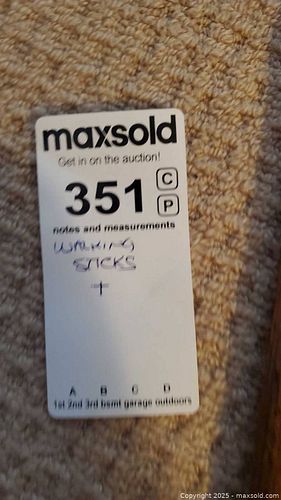 maxsold
Get in on the auction!
351 C
P
notes and measurements
WALKING
STICKS
+
A B C D
1st 2nd 3rd bsmt garage outdoors
Copyright © 2025 - maxsold.com